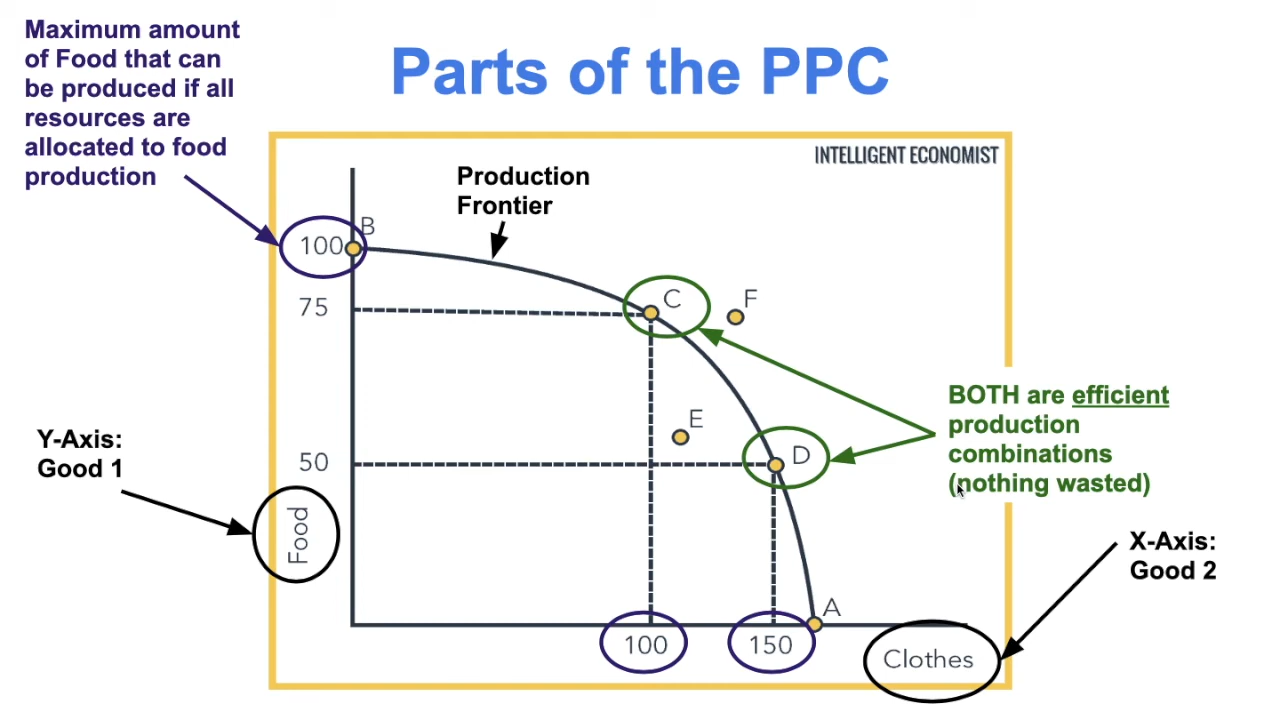 Maximum amount
of Food that can
be produced if all
resources are
allocated to food
production
Parts of the PPC
INTELLIGENT ECONOMIST
Production
Frontier
B
100
75
C
F
E
50
D
BOTH are efficient
production
combinations
(nothing wasted)
Y-Axis:
Good 1
Food
X-Axis:
Good 2
A
100
150
Clothes